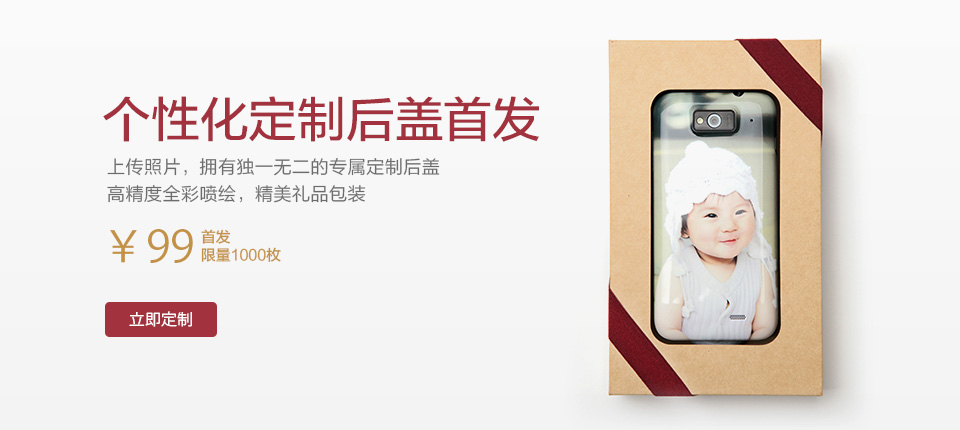 个性化定制后盖首发
上传照片，拥有独一无二的专属定制后盖
高精度全彩喷绘，精美礼品包装
￥99 首发
限量1000枚
立即定制